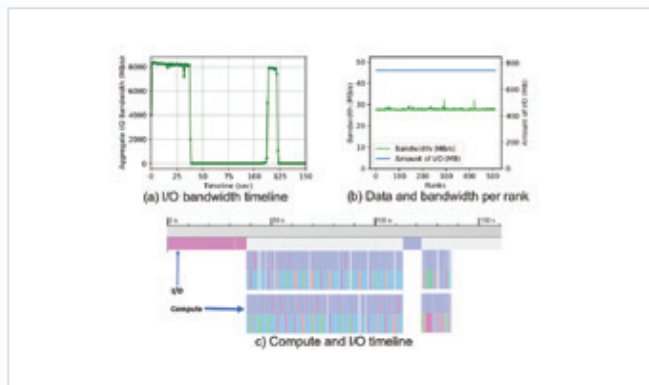 8000
6000
4000
2000
0
Aggregate I/O Bandwidth (MB/s)
0 25 50 75 100 125 150
Timeline (sec)
(a) I/O bandwidth timeline
50
40
30
20
10
0
Bandwidth (MB/s)
Bandwidth (MB/s)
Amount of I/O (MB)
800
600
400
200
0
Amount of I/O (MB)
0 100 200 300 400 500
Ranks
(b) Data and bandwidth per rank
I/O
Compute
c) Compute and I/O timeline